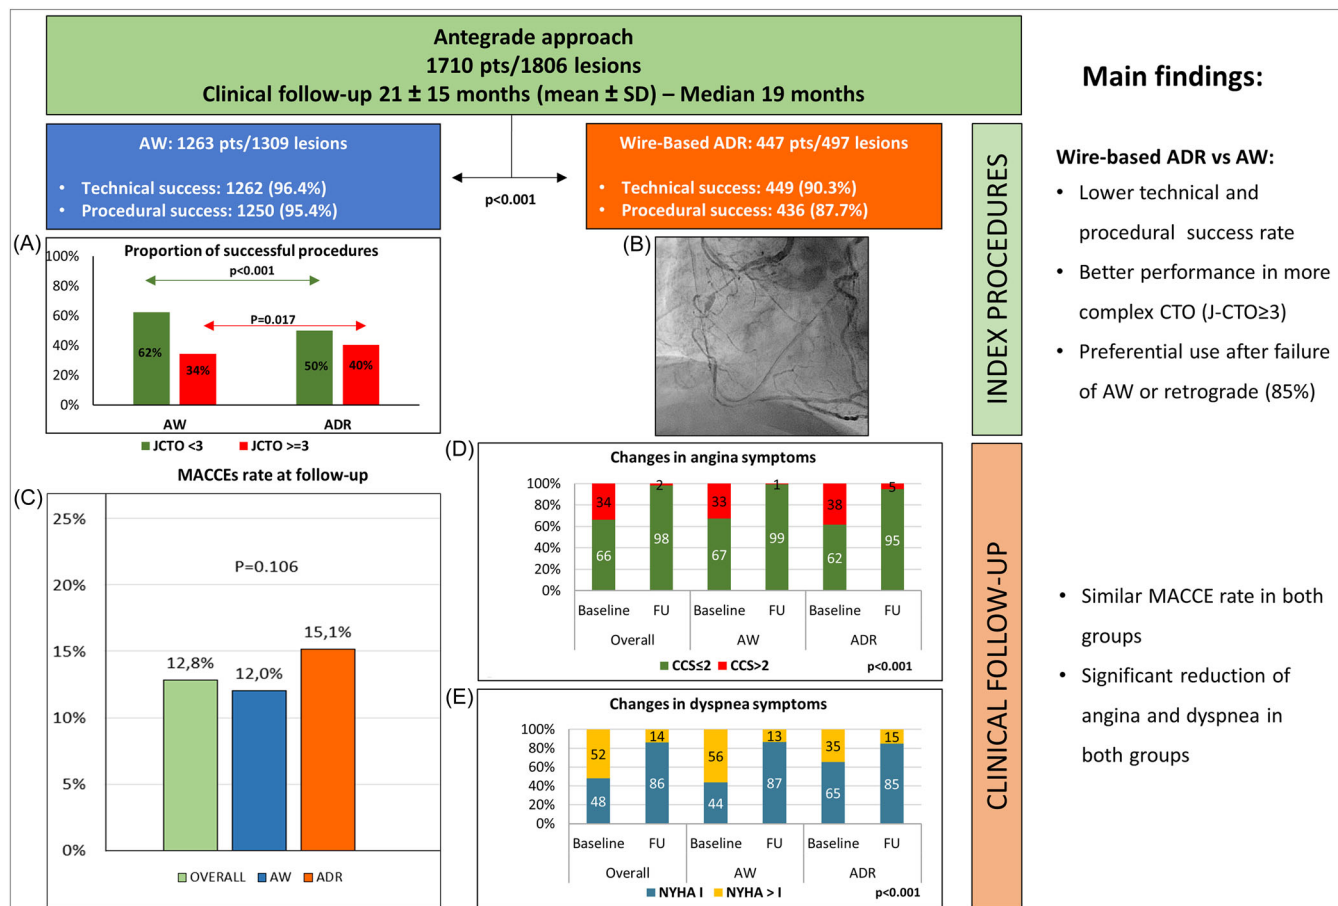 Antegrade approach
1710 pts/1806 lesions
Clinical follow-up 21 ± 15 months (mean ± SD) – Median 19 months
AW: 1263 pts/1309 lesions
• Technical success: 1262 (96.4%)
• Procedural success: 1250 (95.4%)
p<0.001
Wire-Based ADR: 447 pts/497 lesions
• Technical success: 449 (90.3%)
• Procedural success: 436 (87.7%)
(A)
Proportion of successful procedures
100%
80%
60%
40%
20%
0%
p<0.001
P=0.017
62%
34%
50%
40%
AW
ADR
JCTO <3
JCTO >=3
(B)
INDEX PROCEDURES
(C)
MACCEs rate at follow-up
25%
20%
15%
10%
5%
0%
P=0.106
12,8%
12,0%
15,1%
OVERALL
AW
ADR
(D)
Changes in angina symptoms
100%
80%
60%
40%
20%
0%
34
2
33
1
38
5
66
98
67
99
62
95
Baseline
FU
Baseline
FU
Baseline
FU
Overall
AW
ADR
CCS≤2
CCS>2
p<0.001
(E)
Changes in dyspnea symptoms
100%
80%
60%
40%
20%
0%
52
14
56
13
35
15
48
86
44
87
65
85
Baseline
FU
Baseline
FU
Baseline
FU
Overall
AW
ADR
NYHA I
NYHA > I
p<0.001
CLINICAL FOLLOW-UP
Main findings:
Wire-based ADR vs AW:
• Lower technical and
procedural success rate
• Better performance in more
complex CTO (J-CTO≥3)
• Preferential use after failure
of AW or retrograde (85%)
• Similar MACCE rate in both
groups
• Significant reduction of
angina and dyspnea in
both groups